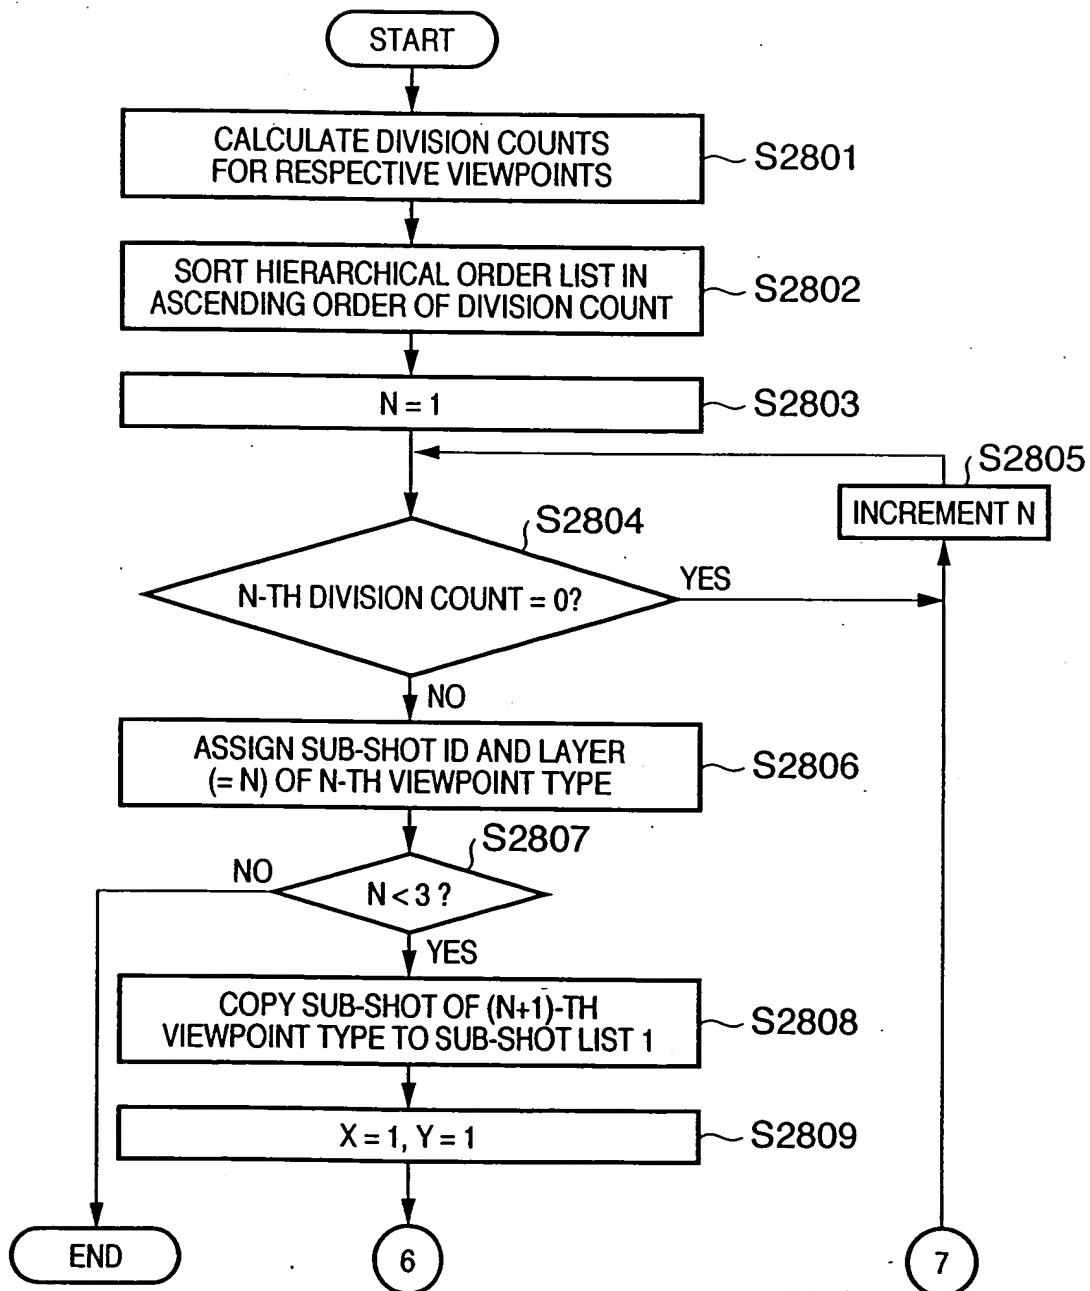 START
CALCULATE DIVISION COUNTS
FOR RESPECTIVE VIEWPOINTS
S2801
SORT HIERARCHICAL ORDER LIST IN
ASCENDING ORDER OF DIVISION COUNT
S2802
N = 1
S2803
S2805
INCREMENT N
S2804
N-TH DIVISION COUNT = 0?
YES
NO
ASSIGN SUB-SHOT ID AND LAYER
(= N) OF N-TH VIEWPOINT TYPE
S2806
S2807
NO
N < 3 ?
YES
COPY SUB-SHOT OF (N+1)-TH
VIEWPOINT TYPE TO SUB-SHOT LIST 1
S2808
X = 1, Y = 1
S2809
END
6
7